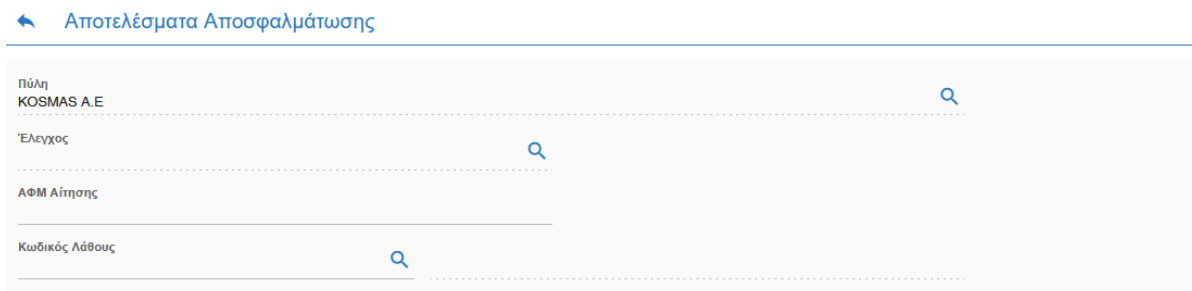 Αποτελέσματα Αποσφαλμάτωσης
Πύλη
KOSMAS A.E
Έλεγχος
ΑΦΜ Αίτησης
Κωδικός Λάθους